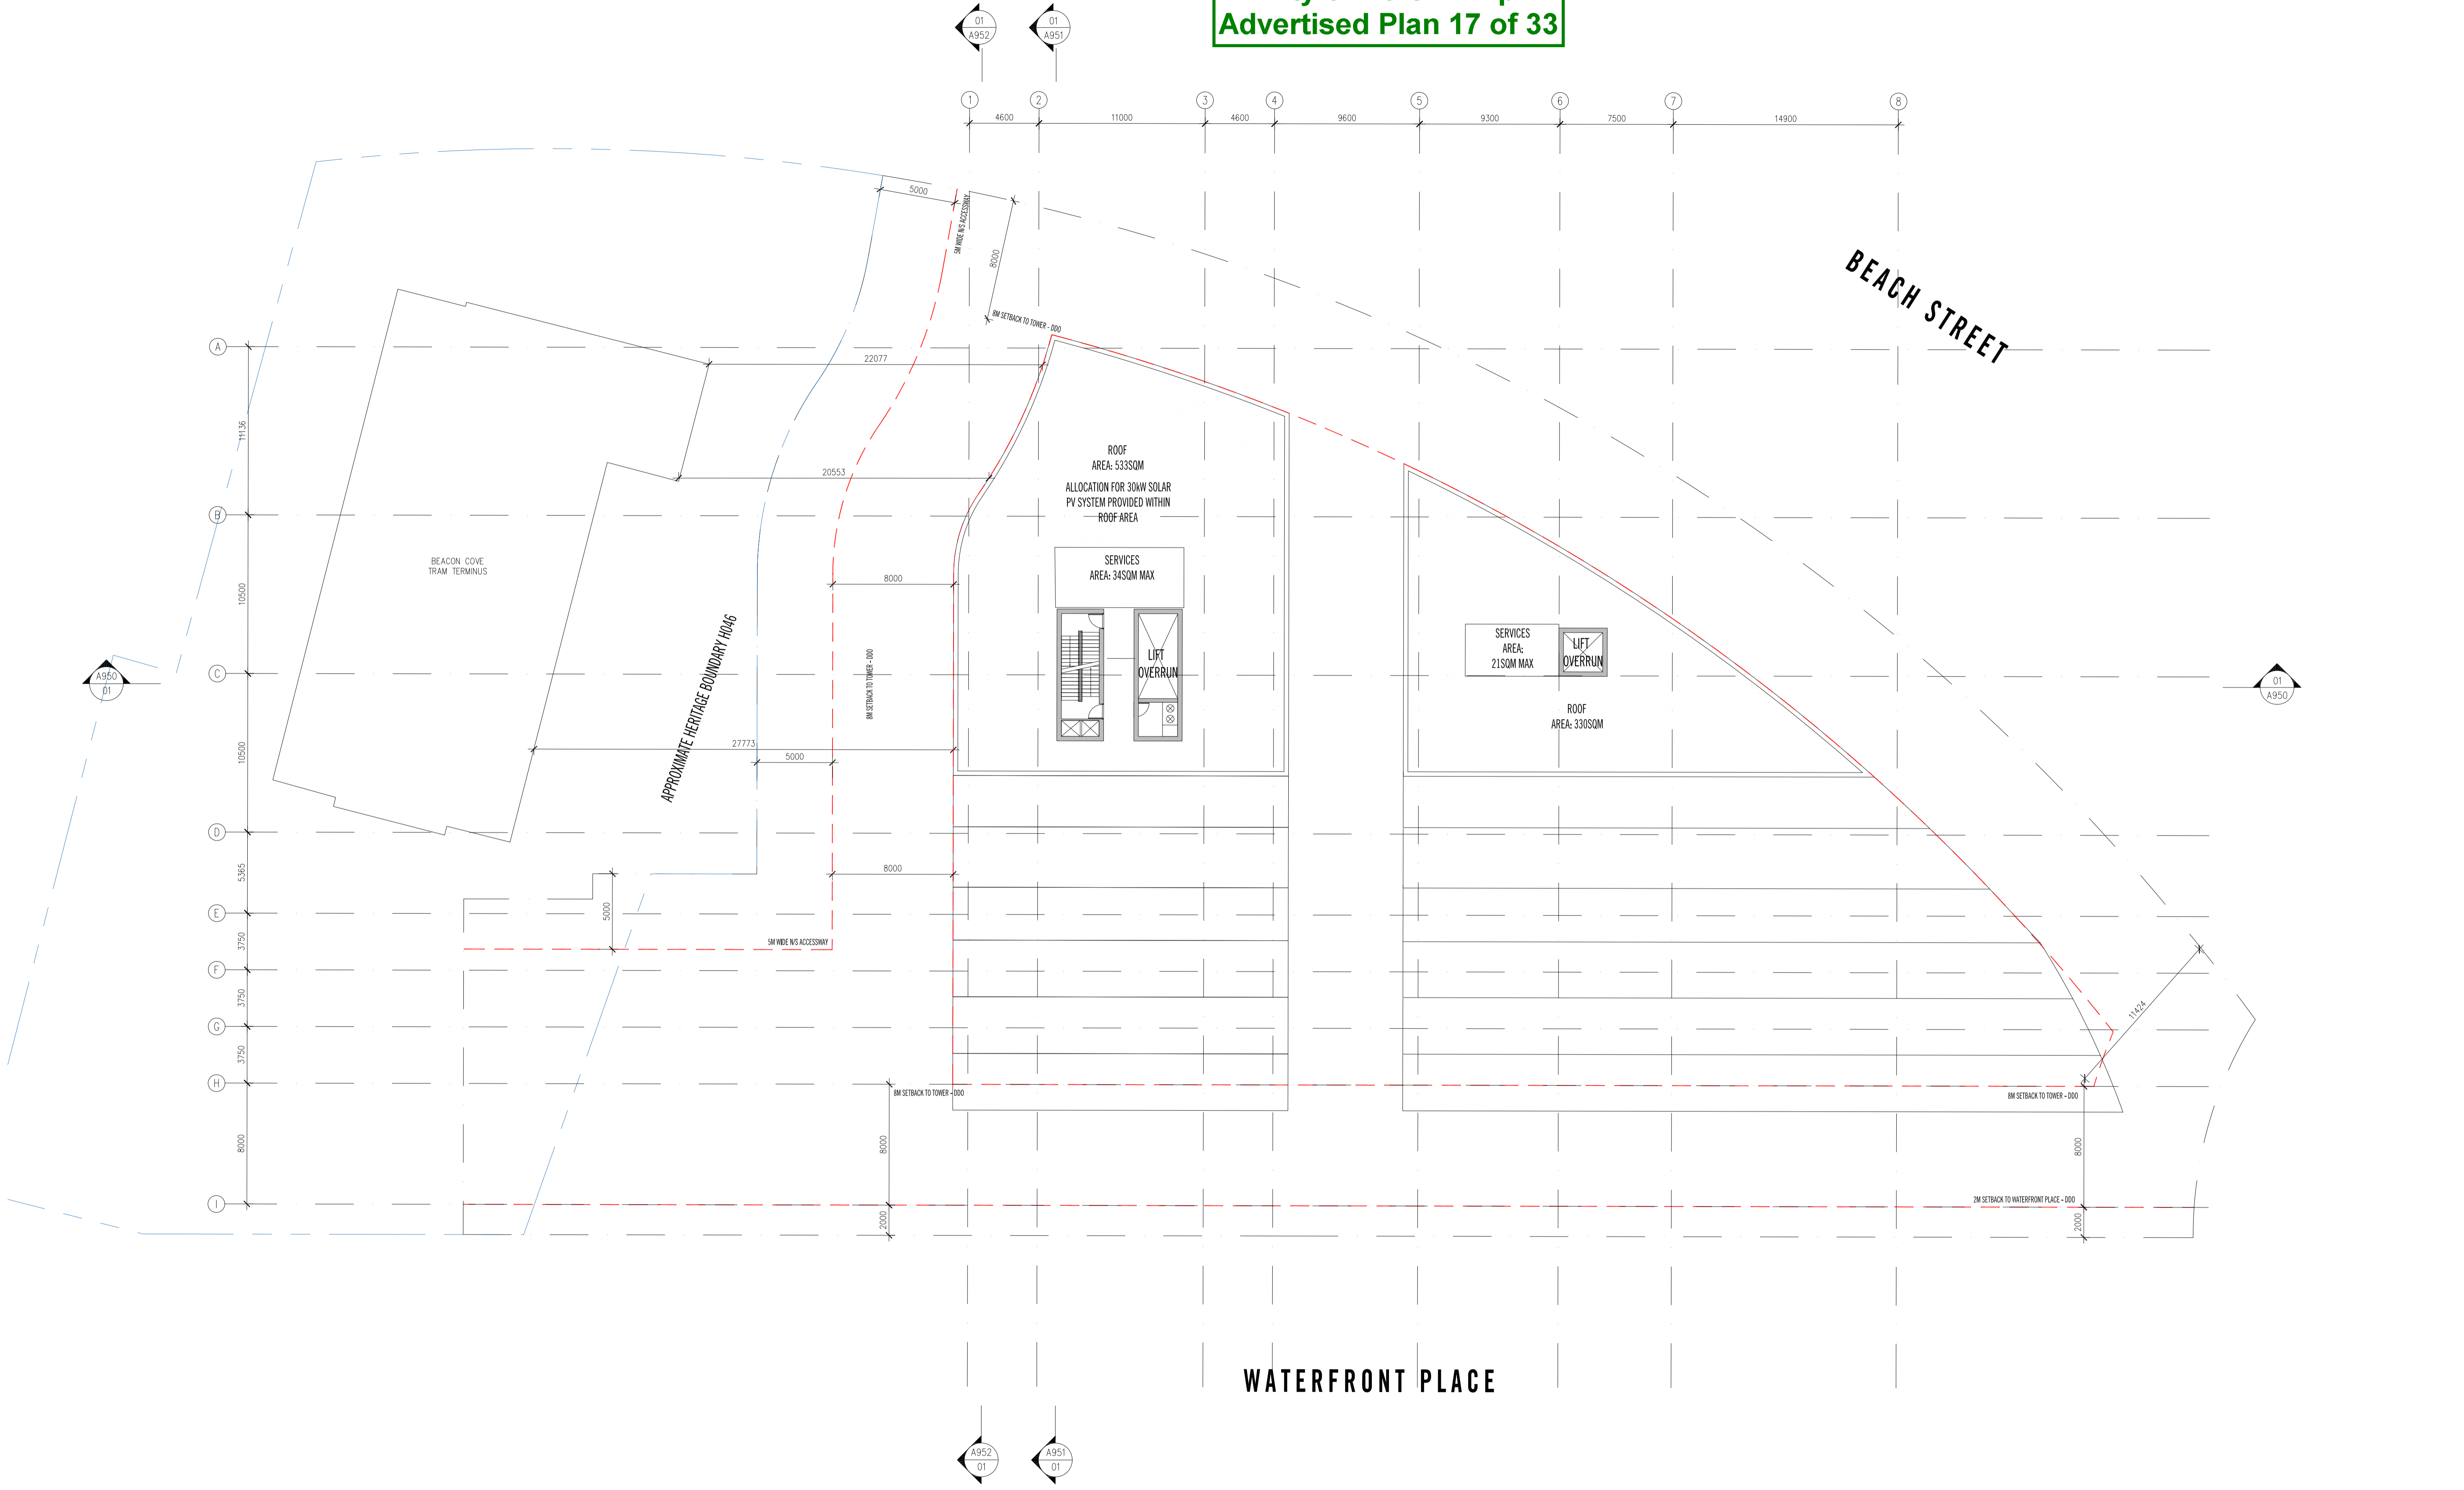 Advertised Plan 17 of 33
01
A952
01
A951
1
2
3
4
5
6
7
8
4600
11000
4600
9600
9300
7500
14900
5000
5M WIDE N/S ACCESSWAY
8000
8M SETBACK TO TOWER - DDO
BEACH STREET
A
B
C
D
E
F
G
H
I
11136
10500
10500
5365
3750
3750
3750
8000
22077
20553
ROOF
AREA: 533SQM
ALLOCATION FOR 30kW SOLAR
PV SYSTEM PROVIDED WITHIN
ROOF AREA
SERVICES
AREA: 34SQM MAX
LIFT
OVERRUN
BEACON COVE
TRAM TERMINUS
8000
APPROXIMATE HERITAGE BOUNDARY H046
8M SETBACK TO TOWER - DDO
27773
5000
SERVICES
AREA:
21SQM MAX
LIFT
OVERRUN
ROOF
AREA: 330SQM
A950
01
01
A950
8000
5000
5M WIDE N/S ACCESSWAY
11424
8M SETBACK TO TOWER - DDO
8M SETBACK TO TOWER - DDO
8000
8000
2M SETBACK TO WATERFRONT PLACE - DDO
2000
2000
WATERFRONT PLACE
A952
01
A951
01